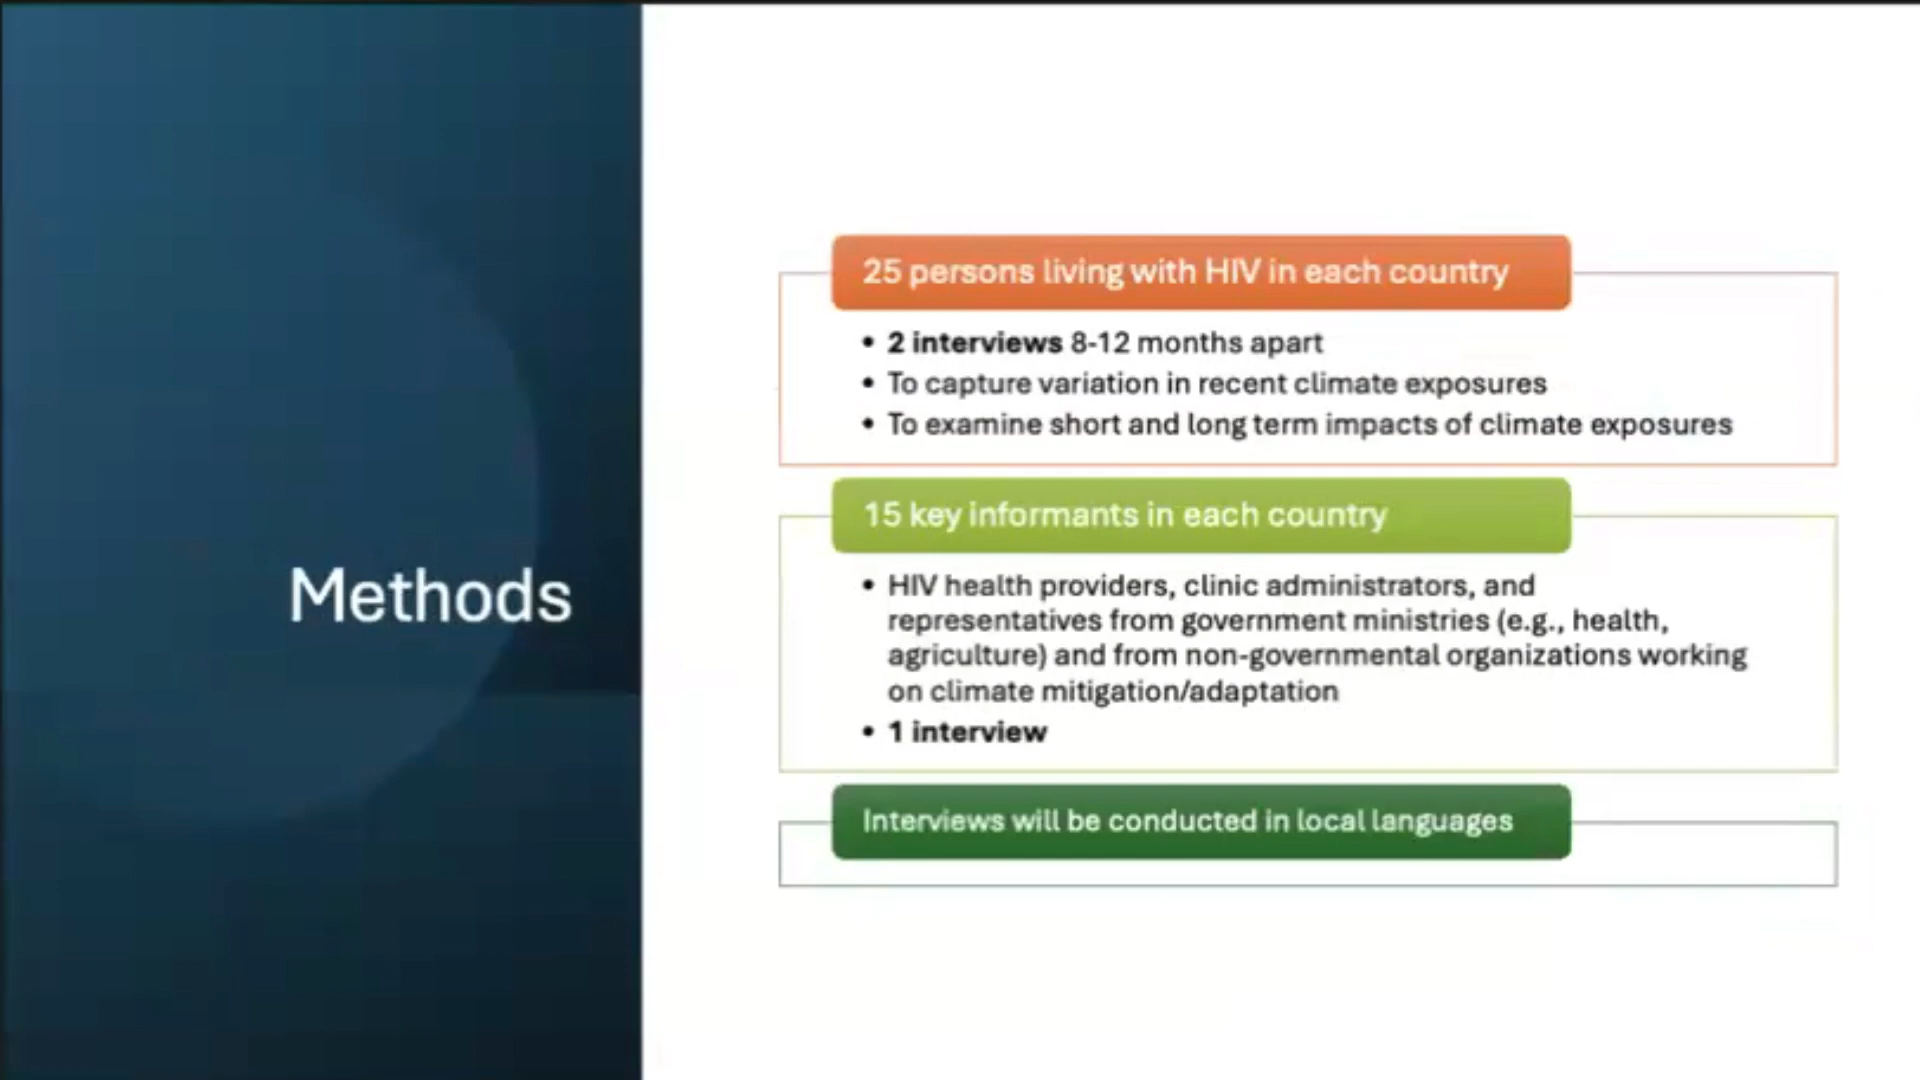 Methods
25 persons living with HIV in each country
• 2 interviews 8-12 months apart
• To capture variation in recent climate exposures
• To examine short and long term impacts of climate exposures
15 key informants in each country
• HIV health providers, clinic administrators, and
representatives from government ministries (e.g., health,
agriculture) and from non-governmental organizations working
on climate mitigation/adaptation
• 1 interview
Interviews will be conducted in local languages